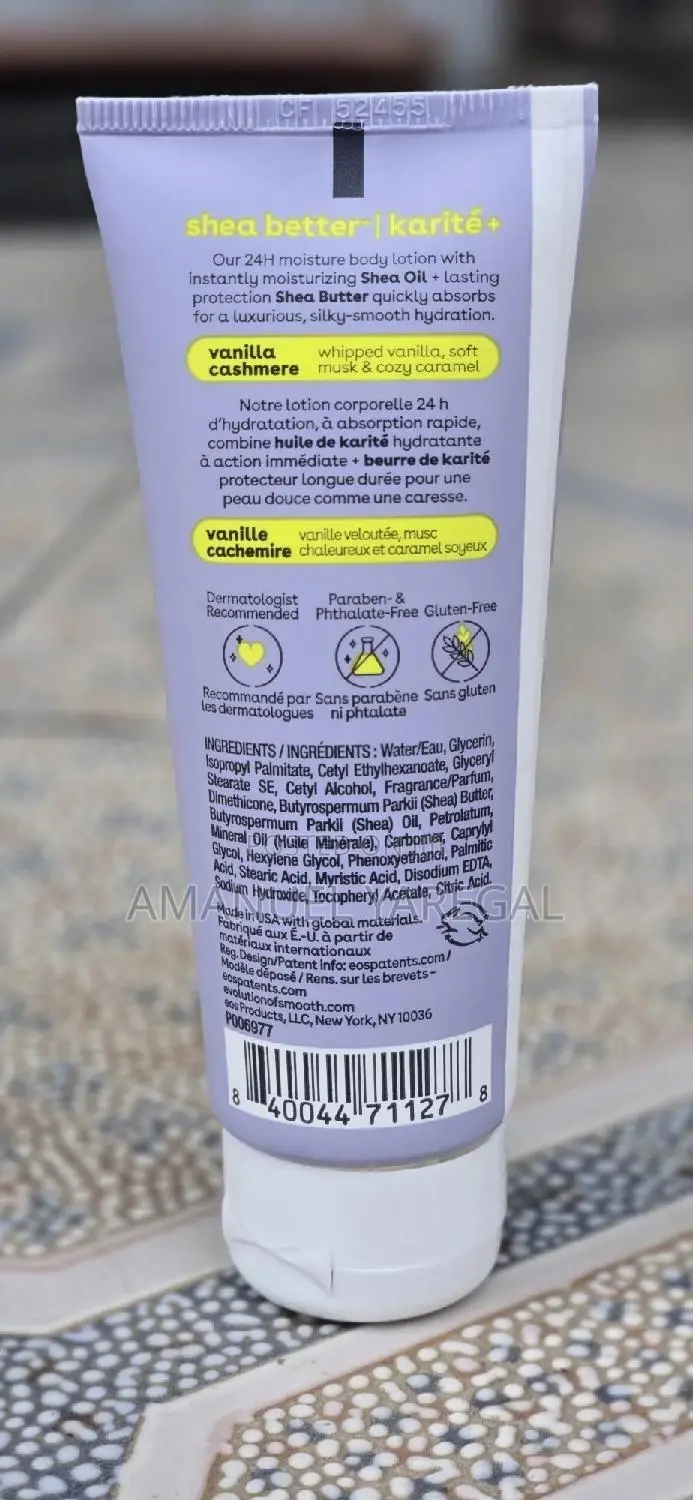 CF 52455
shea better™ | karité +
Our 24H moisture body lotion with
instantly moisturizing Shea Oil + lasting
protection Shea Butter quickly absorbs
for a luxurious, silky-smooth hydration.
vanilla cashmere
whipped vanilla, soft
musk & cozy caramel
Notre lotion corporelle 24 h
d'hydratation, à absorption rapide,
combine huile de karité hydratante
à action immédiate + beurre de karité
protecteur longue durée pour une
peau douce comme une caresse.
vanille cachemire
vanille veloutée, musc
chaleureux et caramel soyeux
Dermatologist
Recommended
Paraben- &
Phthalate-Free
Gluten-Free
Recommandé par
les dermatologues
Sans parabène
ni phtalate
Sans gluten
INGREDIENTS / INGRÉDIENTS : Water/Eau, Glycerin,
Isopropyl Palmitate, Cetyl Ethylhexanoate, Glyceryl
Stearate SE, Cetyl Alcohol, Fragrance/Parfum,
Dimethicone, Butyrospermum Parkii (Shea) Butter,
Butyrospermum Parkii (Shea) Oil, Petrolatum,
Mineral Oil (Huile Minérale), Carbomer, Caprylyl
Glycol, Hexylene Glycol, Phenoxyethanol, Palmitic
Acid, Stearic Acid, Myristic Acid, Disodium EDTA,
Sodium Hydroxide, Tocopheryl Acetate, Citric Acid.
POSTED ON
AMANUEL YAREGAL
Made in USA with global materials.
Fabriqué aux É.-U. à partir de
matériaux internationaux
Reg. Design/Patent Info: eospatents.com /
Modèle déposé / Rens. sur les brevets –
eospatents.com
evolutionofsmooth.com
eos Products, LLC, New York, NY 10036
P006977
8 40044 71127 8